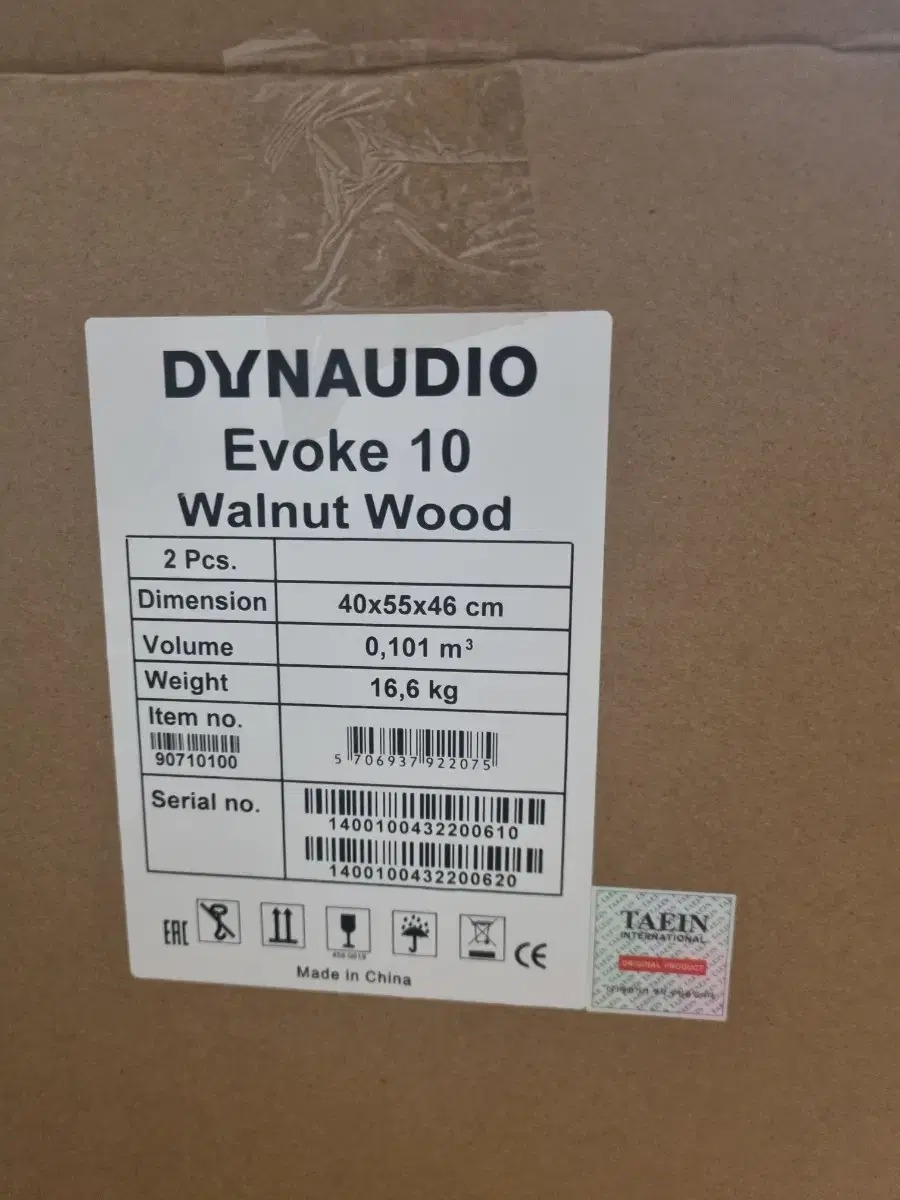 DYNAUDIO
Evoke 10
Walnut Wood
2 Pcs.
Dimension 40x55x46 cm
Volume 0,101 m³
Weight 16,6 kg
Item no.
90710100
5 706937 922075
Serial no.
1400100432200610
1400100432200620
EAC
CE
Made in China
TAEIN
INTERNATIONAL
ORIGINAL PRODUCT